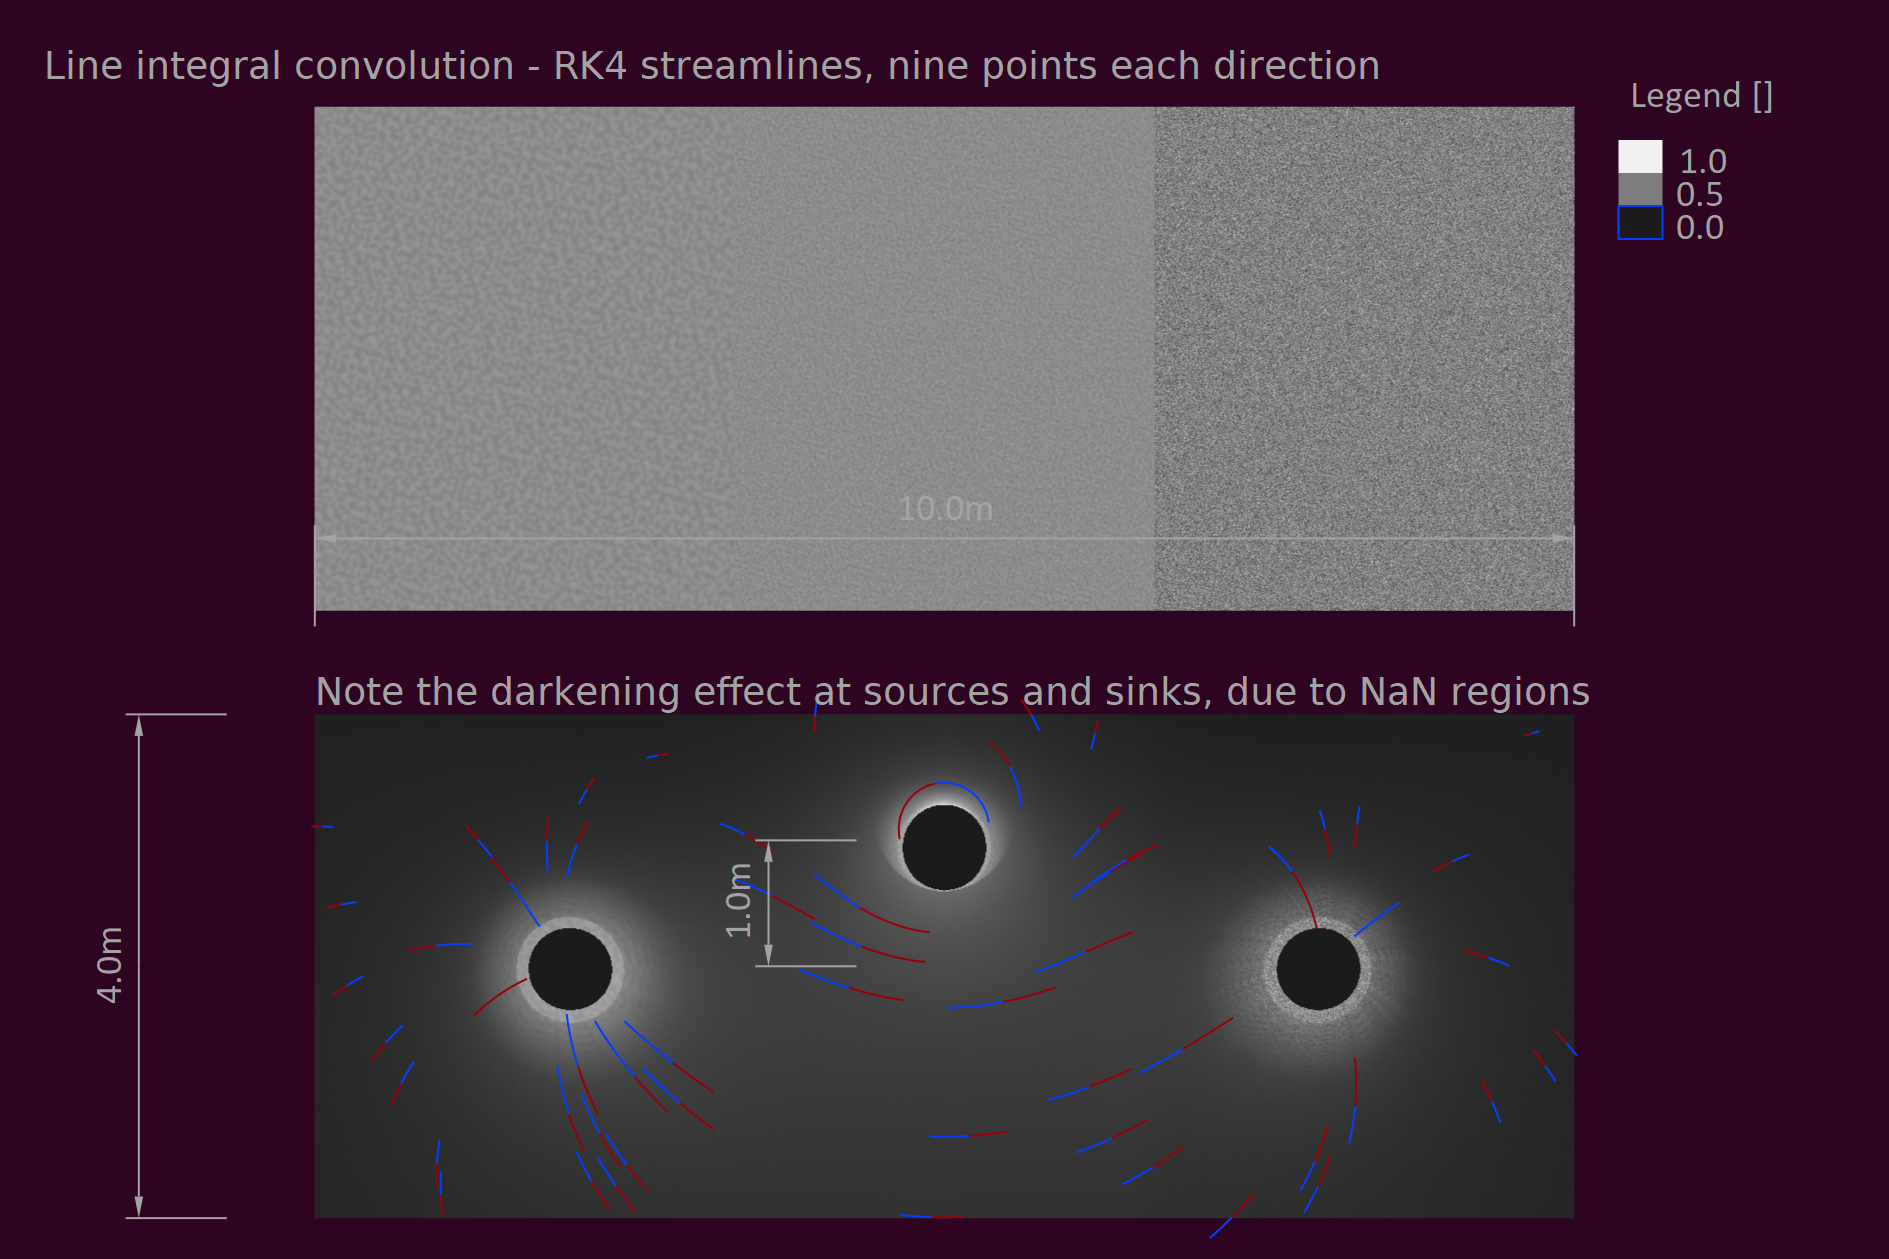 Line integral convolution - RK4 streamlines, nine points each direction
Legend []
1.0
0.5
0.0
10.0m
Note the darkening effect at sources and sinks, due to NaN regions
1.0m
4.0m